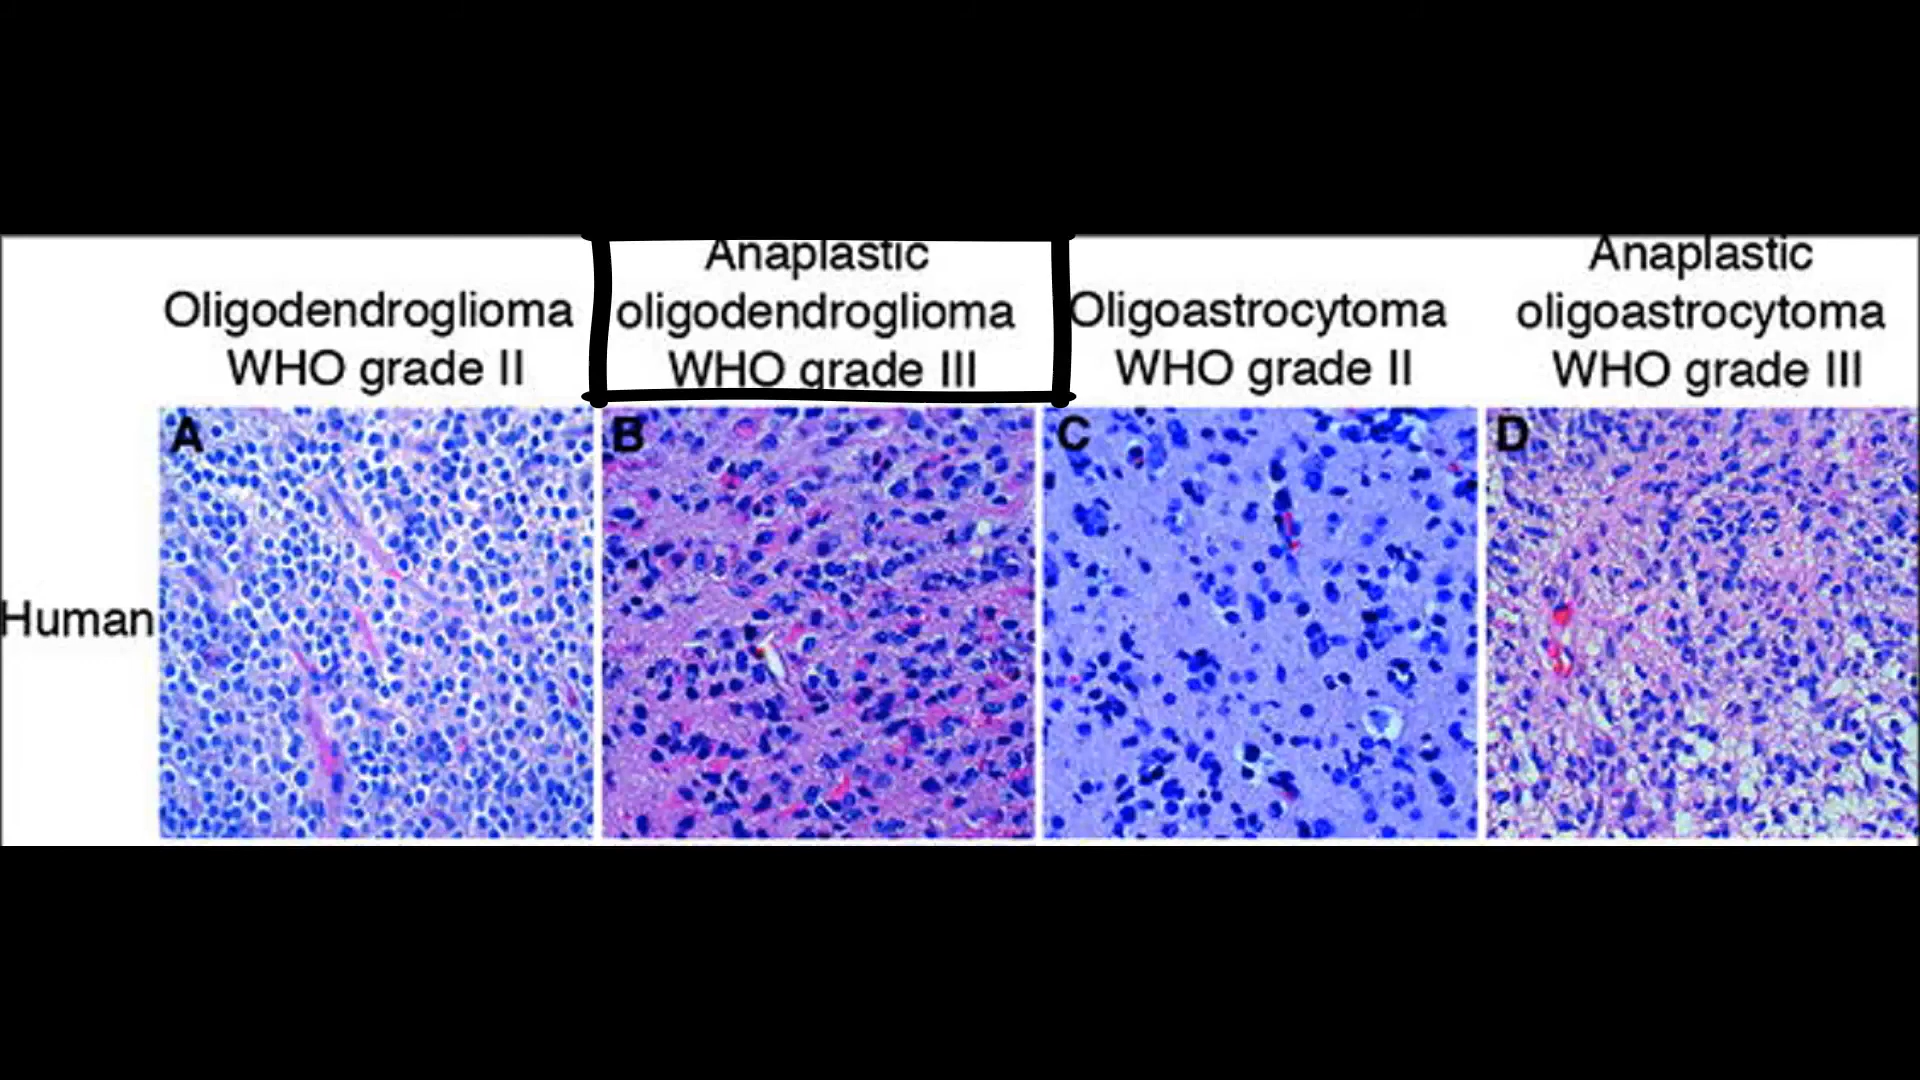 Oligodendroglioma
WHO grade II
Anaplastic
oligodendroglioma
WHO grade III
Oligoastrocytoma
WHO grade II
Anaplastic
oligoastrocytoma
WHO grade III
Human
A
B
C
D